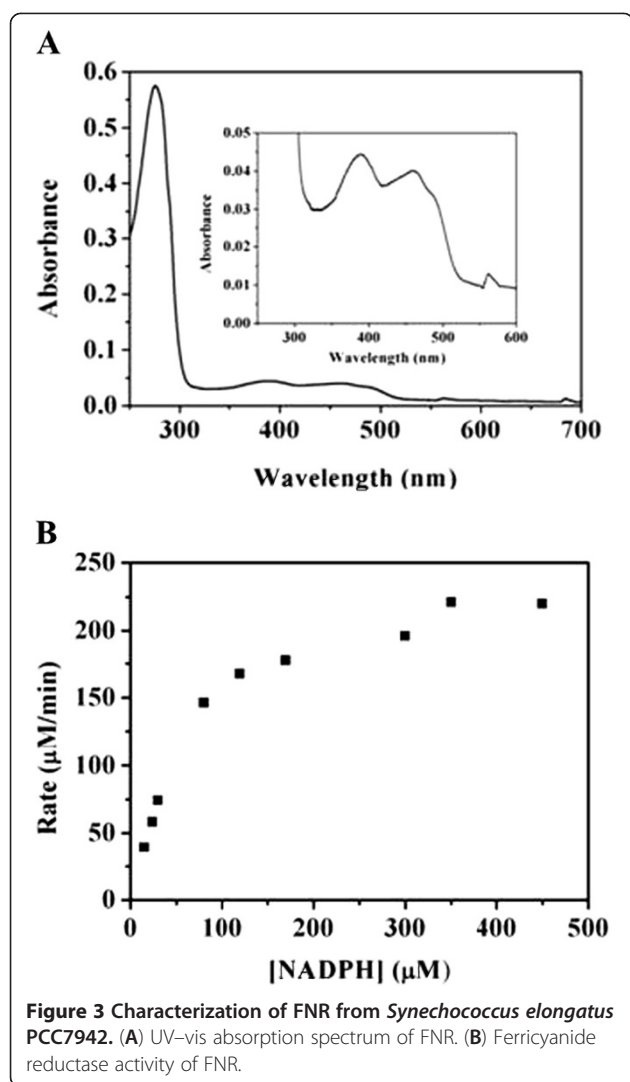 A
0.6
0.5
0.4
0.3
0.2
0.1
0.0
Absorbance
300 400 500 600 700
Wavelength (nm)
0.05
0.04
0.03
0.02
0.01
0.00
Absorbance
300 400 500 600
Wavelength (nm)
B
250
200
150
100
50
0
Rate (μM/min)
0 100 200 300 400 500
[NADPH] (μM)
Figure 3 Characterization of FNR from Synechococcus elongatus
PCC7942. (A) UV–vis absorption spectrum of FNR. (B) Ferricyanide
reductase activity of FNR.